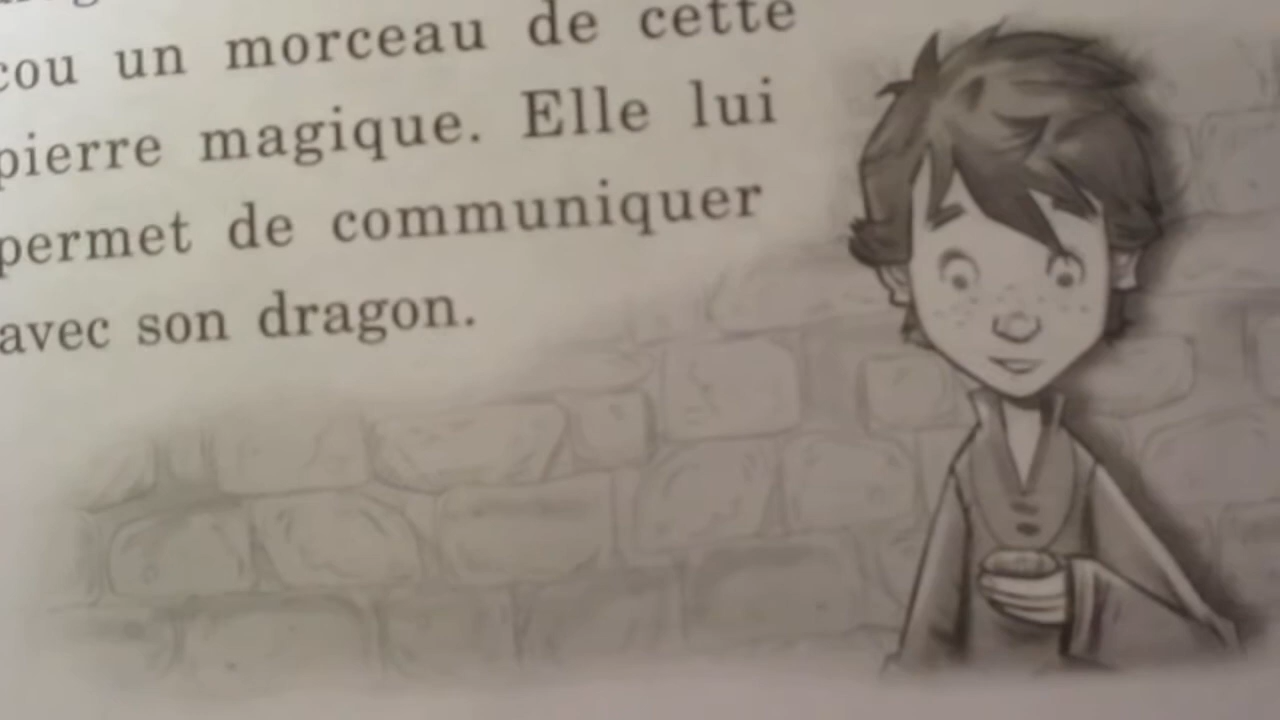 cou un morceau de cette
pierre magique. Elle lui
permet de communiquer
avec son dragon.